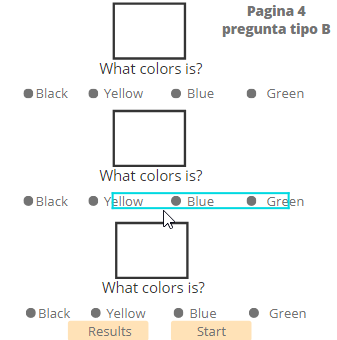 Pagina 4
pregunta tipo B
What colors is?
Black Yellow Blue Green
What colors is?
Black Yellow Blue Green
What colors is?
Black Yellow Blue Green
Results Start